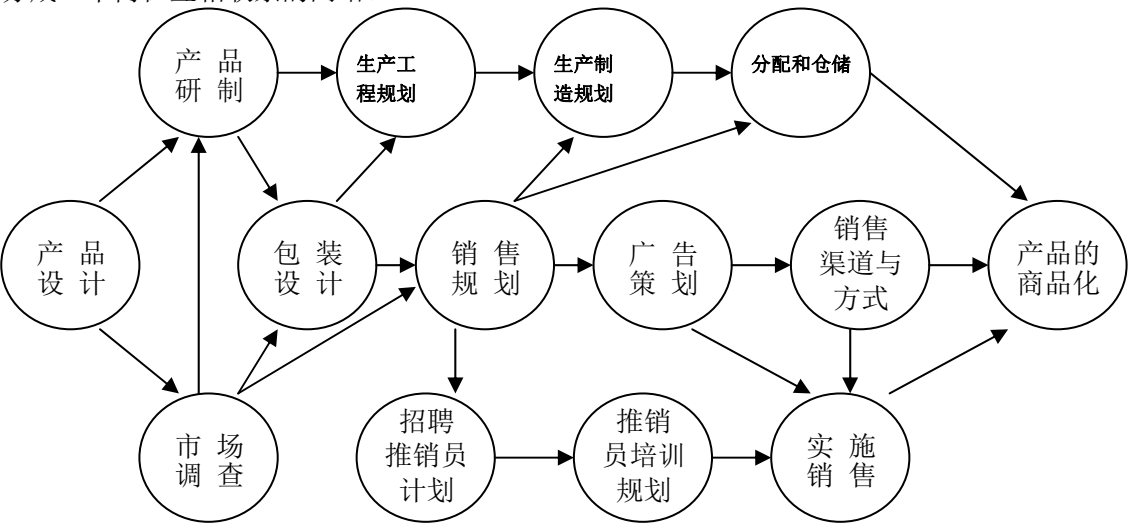 产 品
研 制
生产工
程规划
生产制
造规划
分配和仓储
产 品
设 计
包 装
设 计
销 售
规 划
广 告
策 划
销售
渠道与
方式
产品的
商品化
市 场
调 查
招聘
推销员
计划
推销
员培训
规划
实 施
销 售